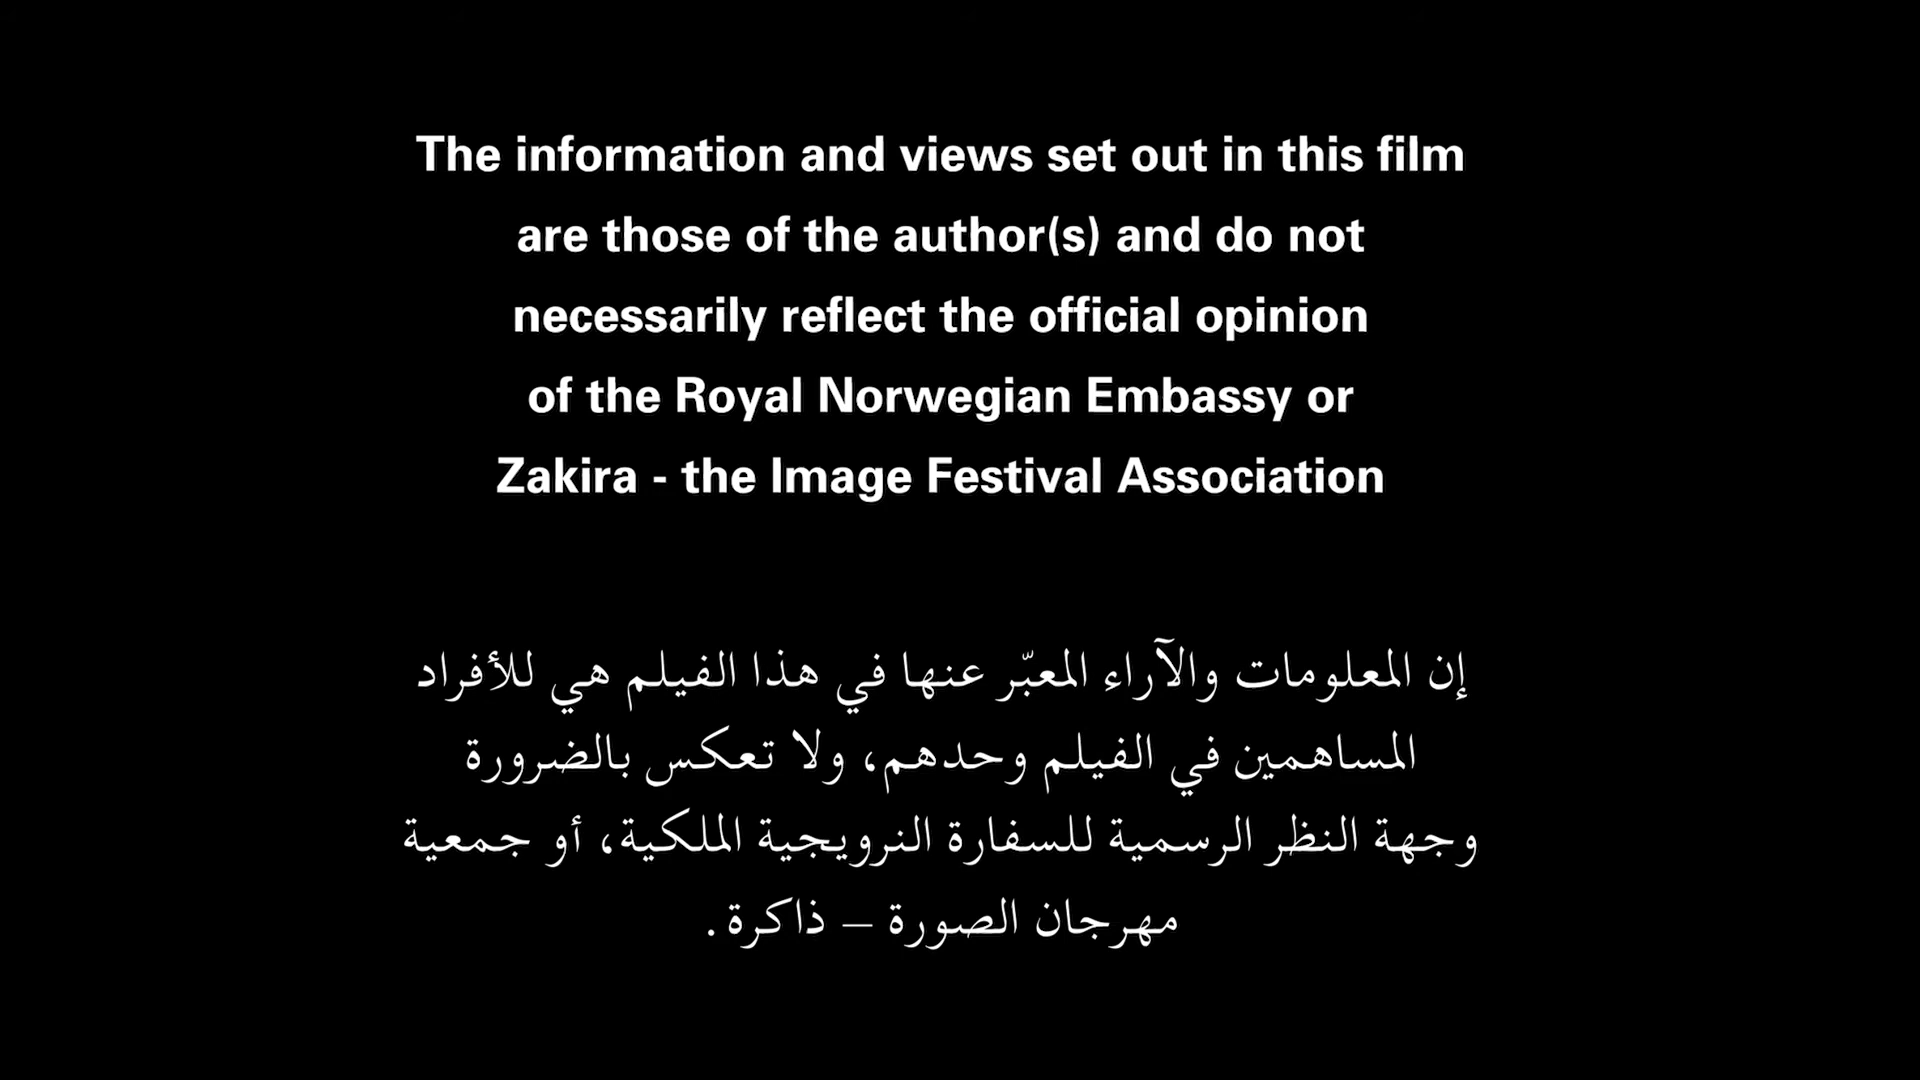 The information and views set out in this film
are those of the author(s) and do not
necessarily reflect the official opinion
of the Royal Norwegian Embassy or
Zakira - the Image Festival Association
إن المعلومات والآراء المعبّر عنها في هذا الفيلم هي للأفراد
المساهمين في الفيلم وحدهم، ولا تعكس بالضرورة
وجهة النظر الرسمية للسفارة النرويجية الملكية، أو جمعية
مهرجان الصورة – ذاكرة.